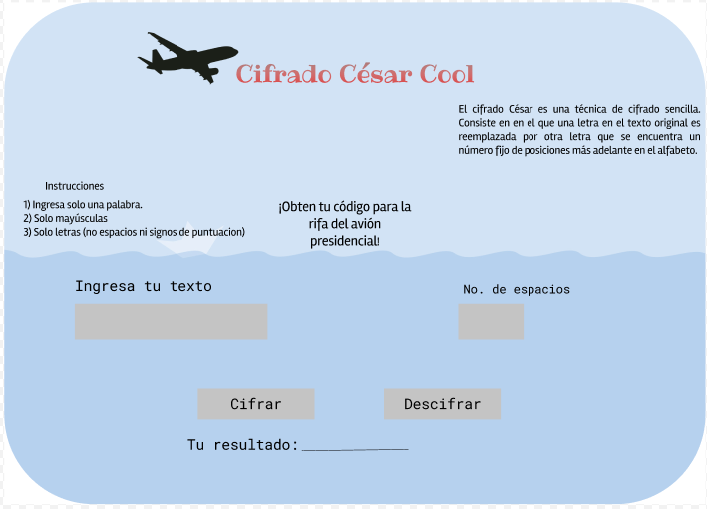 Cifrado César Cool
El cifrado César es una técnica de cifrado sencilla.
Consiste en en el que una letra en el texto original es
reemplazada por otra letra que se encuentra un
número fijo de posiciones más adelante en el alfabeto.
Instrucciones
1) Ingresa solo una palabra.
2) Solo mayúsculas
3) Solo letras (no espacios ni signos de puntuacion)
¡Obten tu código para la
rifa del avión
presidencial!
Ingresa tu texto
No. de espacios
Cifrar
Descifrar
Tu resultado:____________